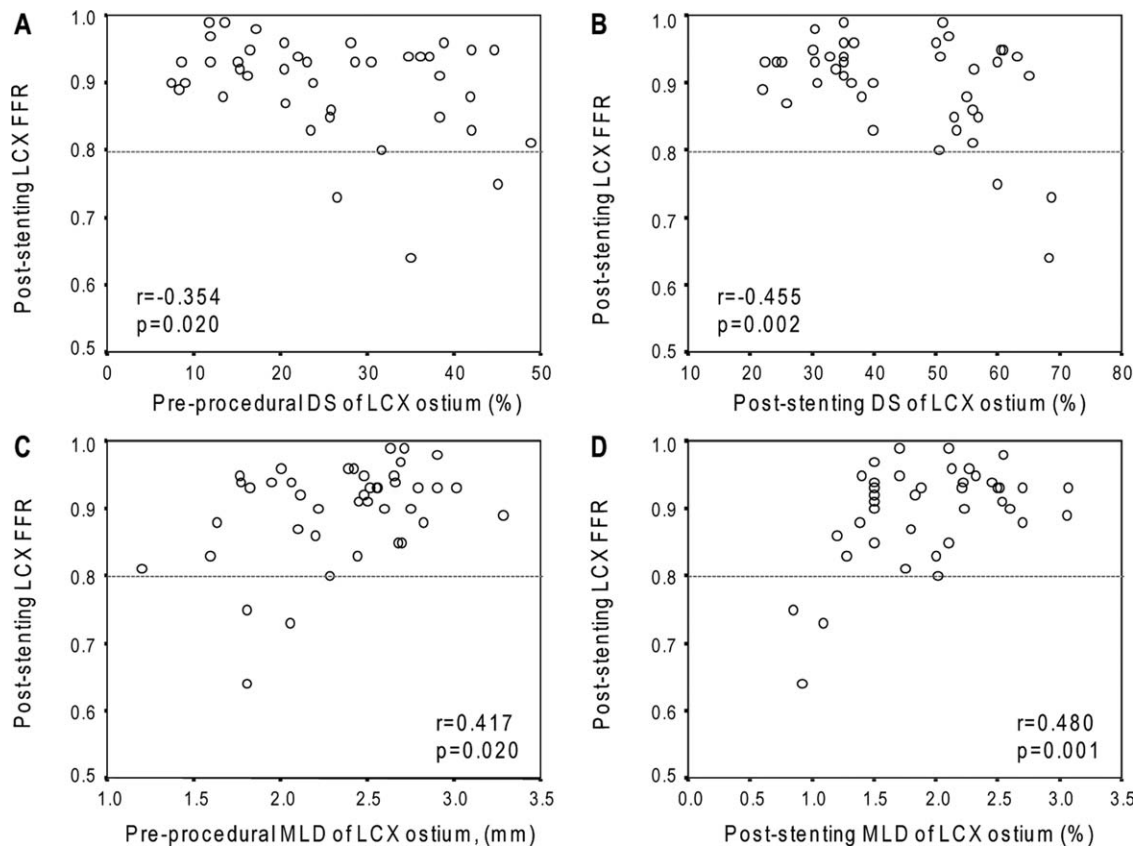 A
Post-stenting LCX FFR
1.0
0.9
0.8
0.7
0.6
0.5
r=-0.354
p=0.020
0 10 20 30 40 50
Pre-procedural DS of LCX ostium (%)
B
Post-stenting LCX FFR
1.0
0.9
0.8
0.7
0.6
0.5
r=-0.455
p=0.002
10 20 30 40 50 60 70 80
Post-stenting DS of LCX ostium (%)
C
Post-stenting LCX FFR
1.0
0.9
0.8
0.7
0.6
0.5
r=0.417
p=0.020
1.0 1.5 2.0 2.5 3.0 3.5
Pre-procedural MLD of LCX ostium, (mm)
D
Post-stenting LCX FFR
1.0
0.9
0.8
0.7
0.6
0.5
r=0.480
p=0.001
0.0 0.5 1.0 1.5 2.0 2.5 3.0 3.5
Post-stenting MLD of LCX ostium (%)